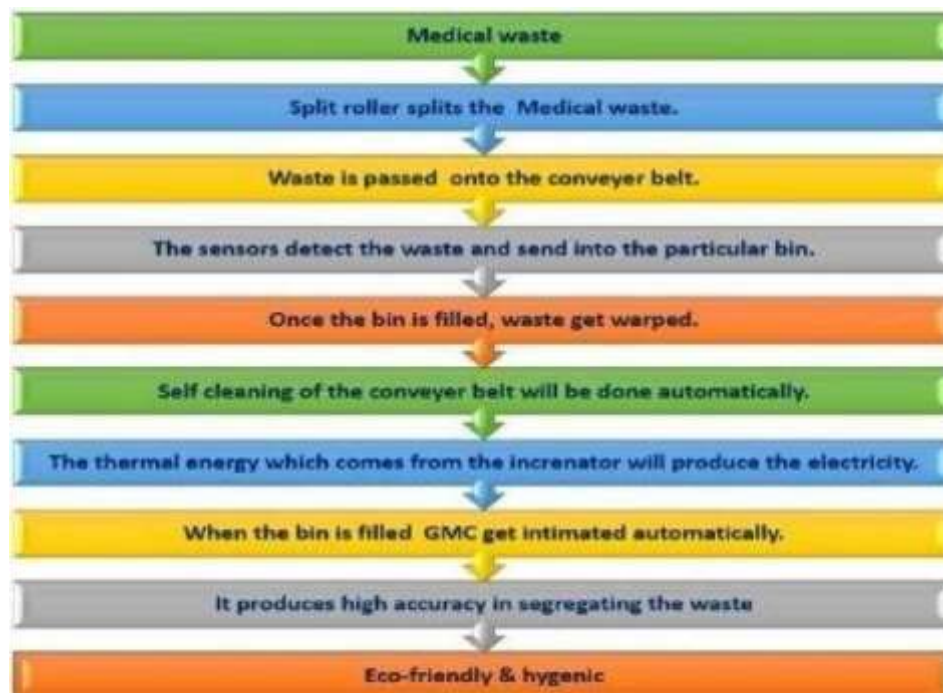 Medical waste
Split roller splits the Medical waste.
Waste is passed onto the conveyer belt.
The sensors detect the waste and send into the particular bin.
Once the bin is filled, waste get warped.
Self cleaning of the conveyer belt will be done automatically.
The thermal energy which comes from the increnator will produce the electricity.
When the bin is filled GMC get intimated automatically.
It produces high accuracy in segregating the waste
Eco-friendly & hygenic